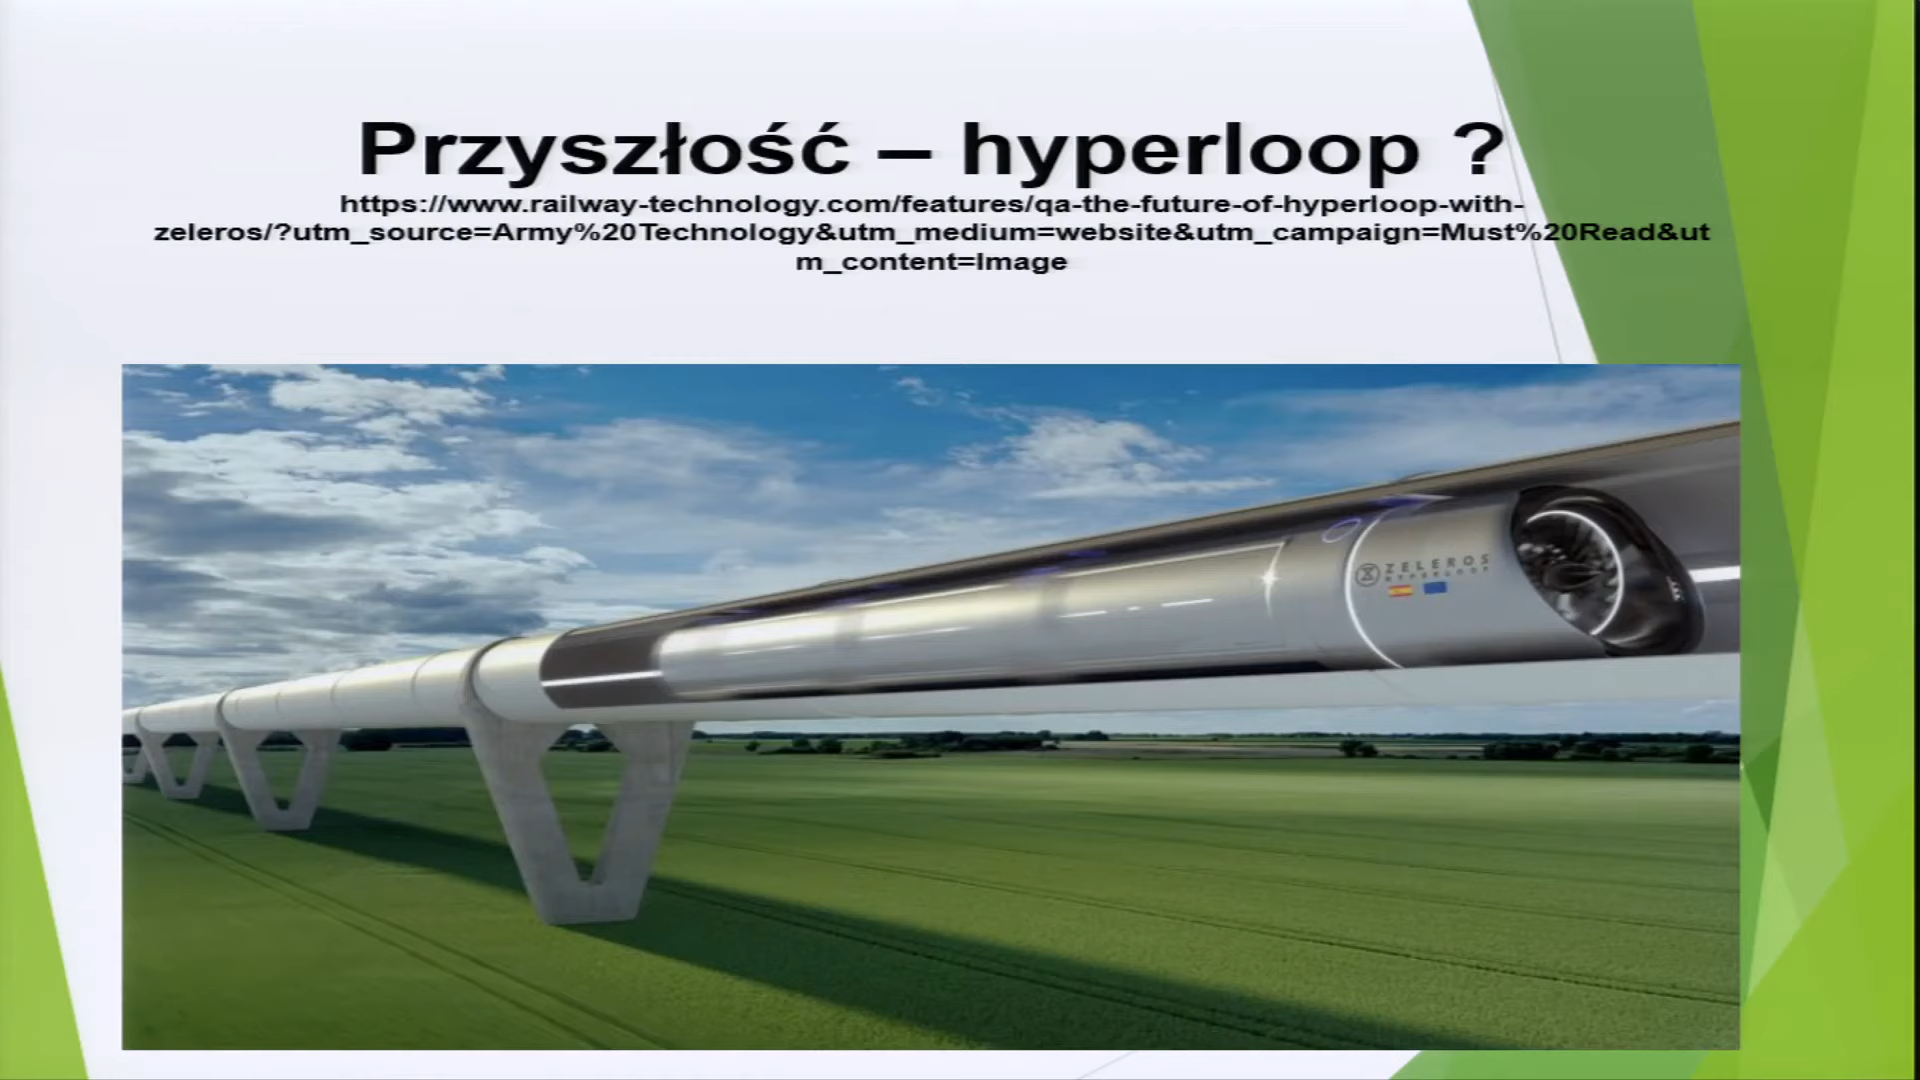 Przyszłość – hyperloop ?
https://www.railway-technology.com/features/qa-the-future-of-hyperloop-with-
zeleros/?utm_source=Army%20Technology&utm_medium=website&utm_campaign=Must%20Read&ut
m_content=Image
ZELEROS
HYPERLOOP